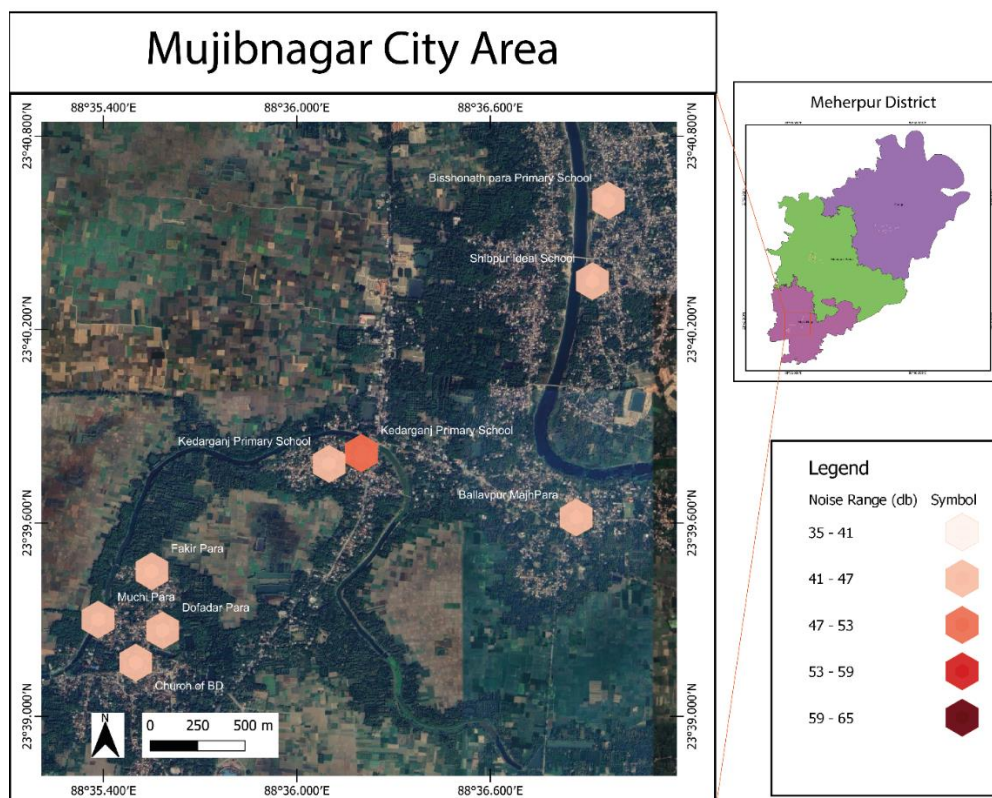 Mujibnagar City Area
88°35.400'E
88°36.000'E
88°36.600'E
23°40.800'N
23°40.800'N
Bisshonath para Primary School
Shibpur Ideal School
23°40.200'N
23°40.200'N
Kedarganj Primary School
Kedarganj Primary School
Ballavpur MajhPara
23°39.600'N
23°39.600'N
Fakir Para
Muchi Para
Dofadar Para
Church of BD
23°39.000'N
23°39.000'N
N
0 250 500 m
88°35.400'E
88°36.000'E
88°36.600'E
Meherpur District
Legend
Noise Range (db) Symbol
35 - 41
41 - 47
47 - 53
53 - 59
59 - 65